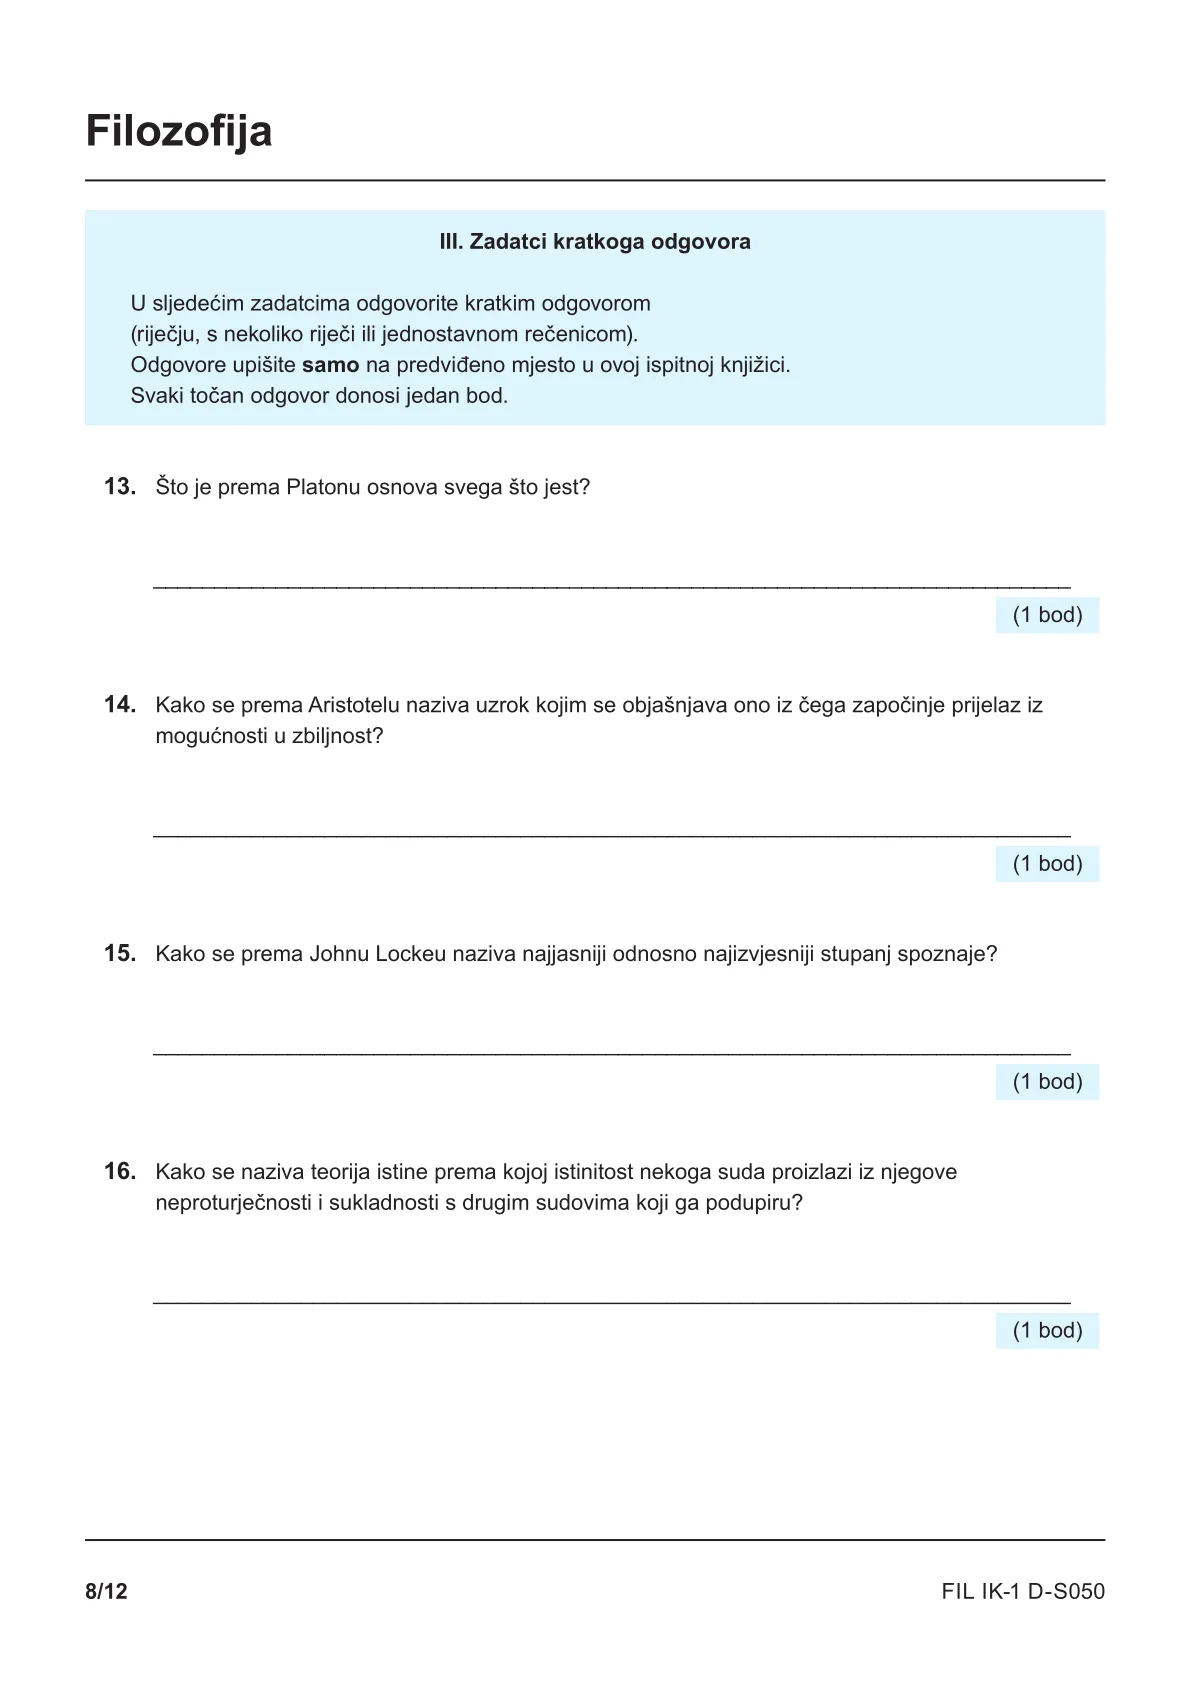 Filozofija
III. Zadatci kratkoga odgovora
U sljedećim zadatcima odgovorite kratkim odgovorom
(riječju, s nekoliko riječi ili jednostavnom rečenicom).
Odgovore upišite samo na predviđeno mjesto u ovoj ispitnoj knjižici.
Svaki točan odgovor donosi jedan bod.
13. Što je prema Platonu osnova svega što jest?
(1 bod)
14. Kako se prema Aristotelu naziva uzrok kojim se objašnjava ono iz čega započinje prijelaz iz
mogućnosti u zbiljnost?
(1 bod)
15. Kako se prema Johnu Lockeu naziva najjasniji odnosno najizvjesniji stupanj spoznaje?
(1 bod)
16. Kako se naziva teorija istine prema kojoj istinitost nekoga suda proizlazi iz njegove
neproturječnosti i sukladnosti s drugim sudovima koji ga podupiru?
(1 bod)
8/12
FIL IK-1 D-S050